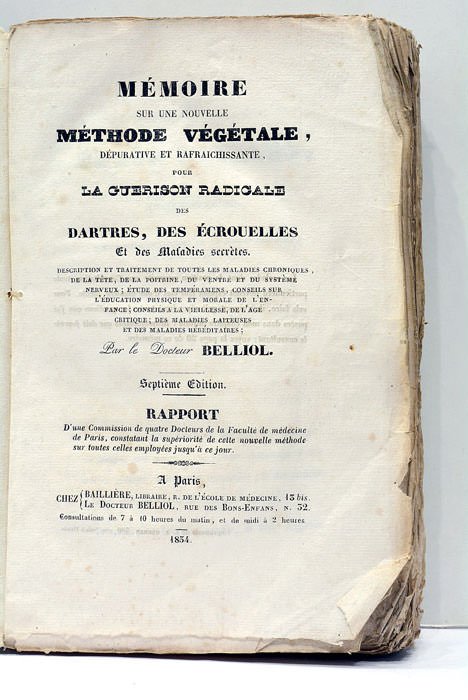 MÉMOIRE
SUR UNE NOUVELLE
MÉTHODE VÉGÉTALE,
DÉPURATIVE ET RAFRAICHISSANTE,
POUR
LA GUERISON RADICALE
DES
DARTRES, DES ÉCROUELLES
Et des Maladies secrètes.
DESCRIPTION ET TRAITEMENT DE TOUTES LES MALADIES CHRONIQUES,
DE LA TÊTE, DE LA POITRINE, DU VENTRE ET DU SYSTÈME
NERVEUX; ÉTUDE DES TEMPÉRAMENS, CONSEILS SUR
L'ÉDUCATION PHYSIQUE ET MORALE DE L'EN-
FANCE; CONSEILS A LA VIEILLESSE, DE L'AGE
CRITIQUE; DES MALADIES LAITEUSES
ET DES MALADIES HÉRÉDITAIRES;
Par le Docteur BELLIOL.
Septième Edition.
RAPPORT
D'une Commission de quatre Docteurs de la Faculté de médecine
de Paris, constatant la supériorité de cette nouvelle méthode
sur toutes celles employées jusqu'à ce jour.
A Paris,
CHEZ { BAILLIÈRE, LIBRAIRE, R. DE L'ÉCOLE DE MÉDECINE, 13 bis.
LE DOCTEUR BELLIOL, RUE DES BONS-ENFANS, N. 32.
Consultations de 7 à 10 heures du matin, et de midi à 2 heures
1834.